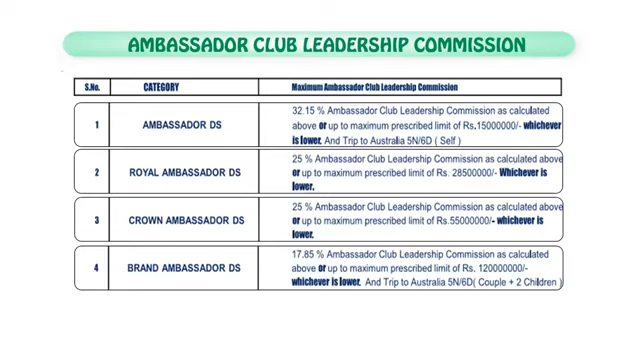 AMBASSADOR CLUB LEADERSHIP COMMISSION
S.No. CATEGORY Maximum Ambassador Club Leadership Commission
1 AMBASSADOR DS
32.15 % Ambassador Club Leadership Commission as calculated
above or up to maximum prescribed limit of Rs.15000000/- whichever
is lower. And Trip to Australia 5N/6D ( Self )
2 ROYAL AMBASSADOR DS
25 % Ambassador Club Leadership Commission as calculated above
or up to maximum prescribed limit of Rs. 28500000/- Whichever is
lower.
3 CROWN AMBASSADOR DS
25 % Ambassador Club Leadership Commission as calculated above
or up to maximum prescribed limit of Rs.55000000/- whichever is
lower.
4 BRAND AMBASSADOR DS
17.85 % Ambassador Club Leadership Commission as calculated
above or up to maximum prescribed limit of Rs. 120000000/-
whichever is lower. And Trip to Australia 5N/6D( Couple + 2 Children )